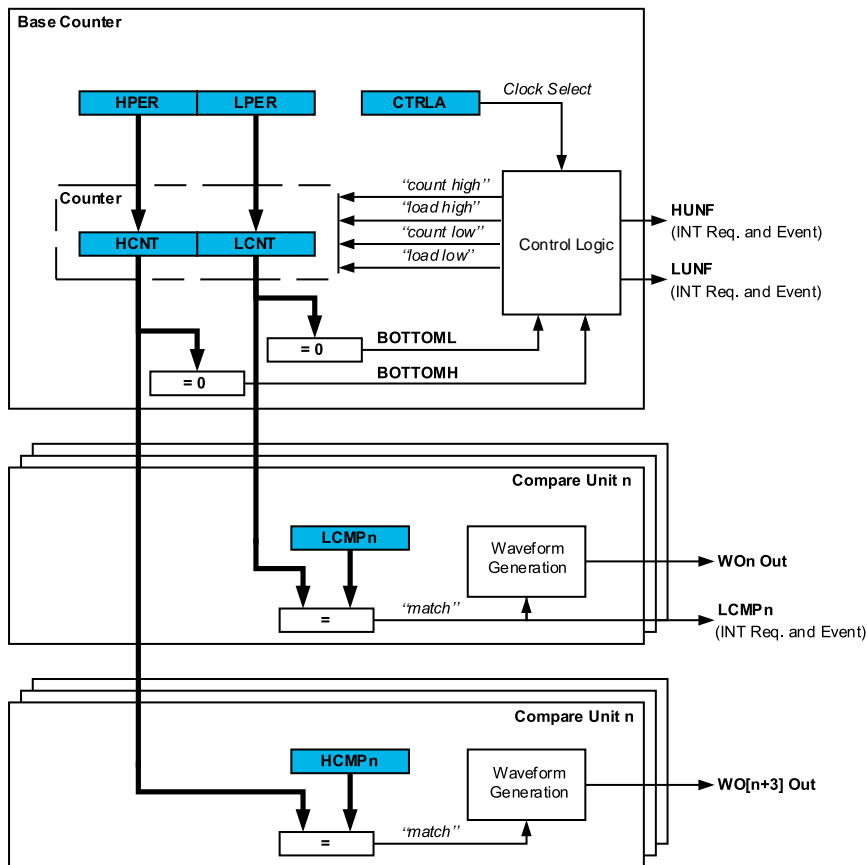 Base Counter
HPER LPER CTRLA Clock Select
Counter
"count high"
"load high"
"count low"
"load low"
Control Logic
HUNF
(INT Req. and Event)
LUNF
(INT Req. and Event)
HCNT LCNT
= 0 BOTTOML
= 0 BOTTOMH
Compare Unit n
LCMPn
Waveform
Generation
WOn Out
= "match" LCMPn
(INT Req. and Event)
Compare Unit n
HCMPn
Waveform
Generation
WO[n+3] Out
= "match"